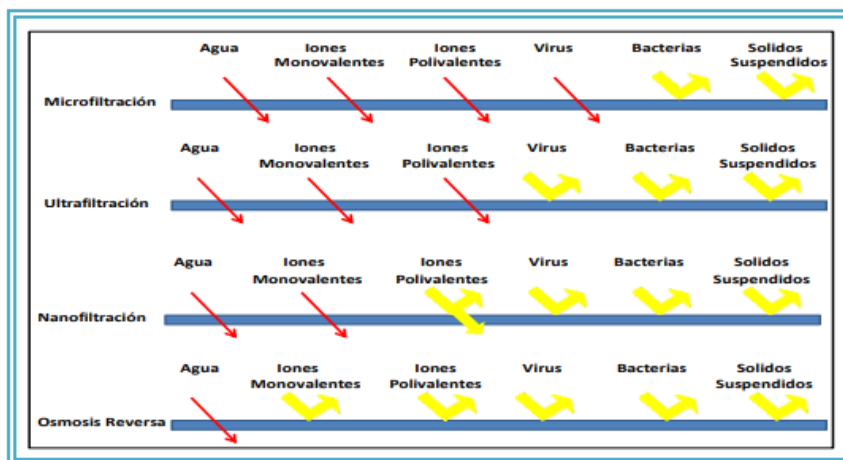 Agua Iones Iones Virus Bacterias Solidos
Monovalentes Polivalentes Suspendidos
Microfiltración
Agua Iones Iones Virus Bacterias Solidos
Monovalentes Polivalentes Suspendidos
Ultrafiltración
Agua Iones Iones Virus Bacterias Solidos
Monovalentes Polivalentes Suspendidos
Nanofiltración
Agua Iones Iones Virus Bacterias Solidos
Monovalentes Polivalentes Suspendidos
Osmosis Reversa